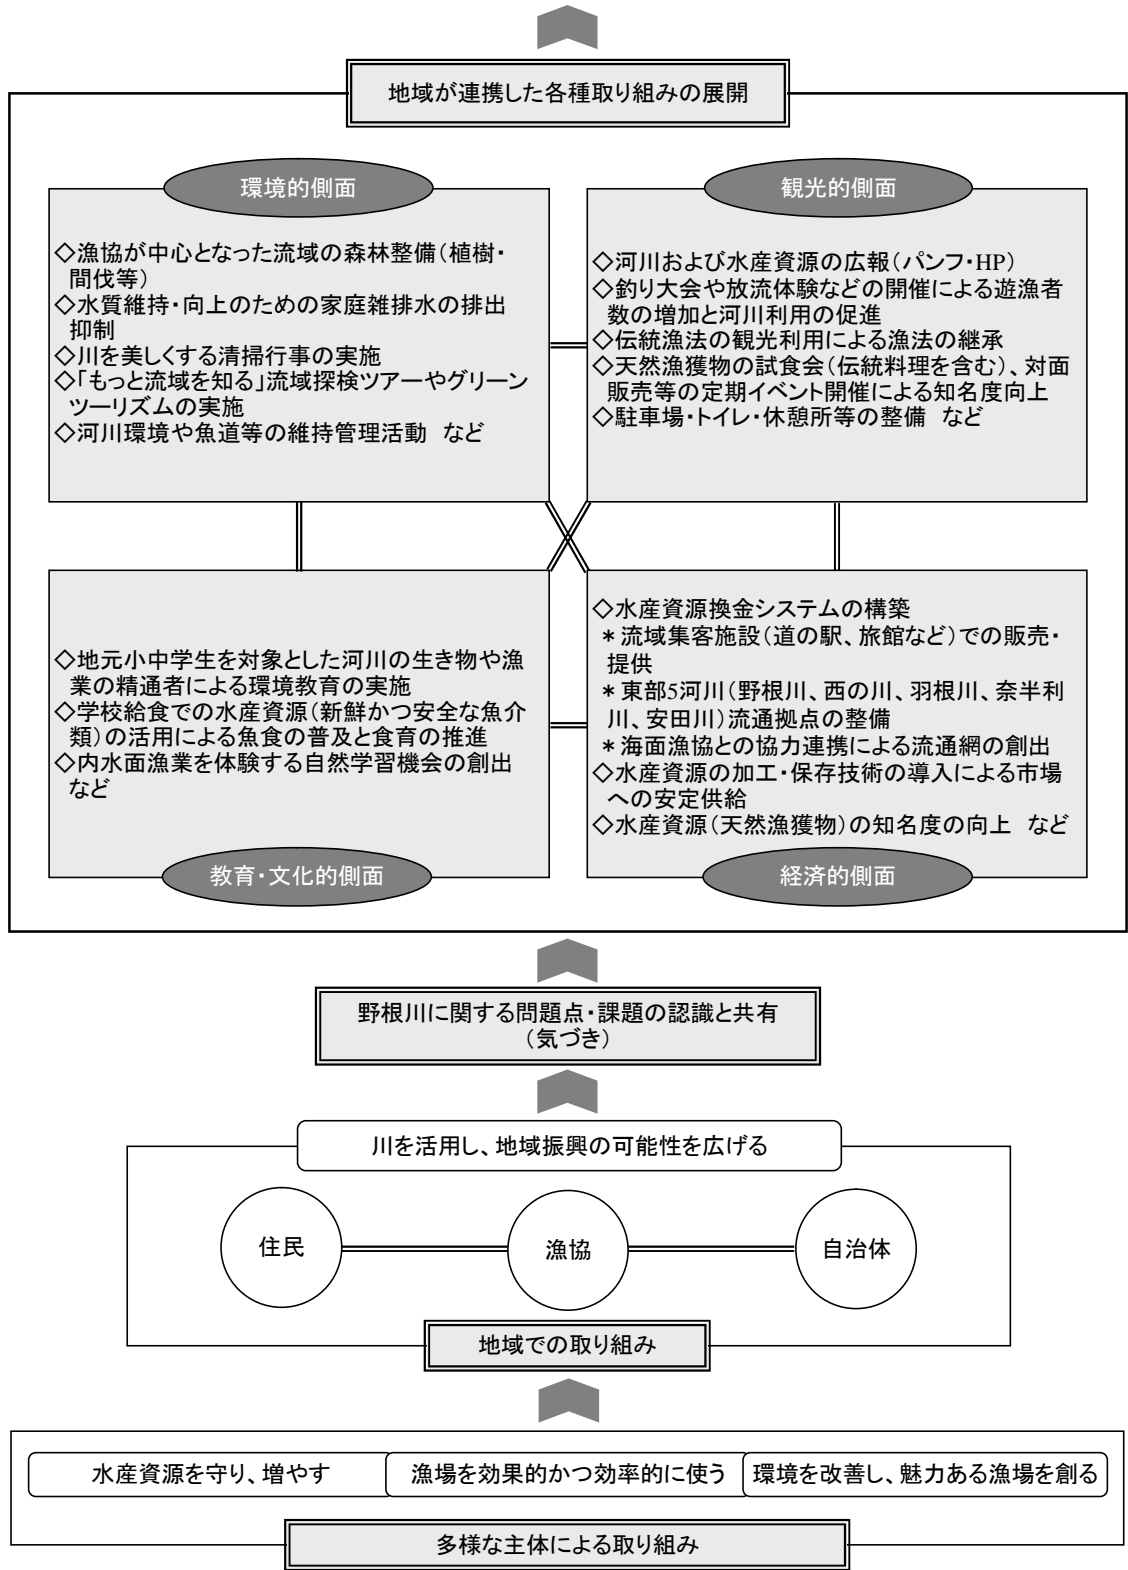 地域が連携した各種取り組みの展開
環境的側面
◇漁協が中心となった流域の森林整備（植樹・
間伐等）
◇水質維持・向上のための家庭雑排水の排出
抑制
◇川を美しくする清掃行事の実施
◇「もっと流域を知る」流域探検ツアーやグリーン
ツーリズムの実施
◇河川環境や魚道等の維持管理活動　など
観光的側面
◇河川および水産資源の広報（パンフ・HP）
◇釣り大会や放流体験などの開催による遊漁者
数の増加と河川利用の促進
◇伝統漁法の観光利用による漁法の継承
◇天然漁獲物の試食会（伝統料理を含む）、対面
販売等の定期イベント開催による知名度向上
◇駐車場・トイレ・休憩所等の整備　など
◇地元小中学生を対象とした河川の生き物や漁
業の精通者による環境教育の実施
◇学校給食での水産資源（新鮮かつ安全な魚介
類）の活用による魚食の普及と食育の推進
◇内水面漁業を体験する自然学習機会の創出
など
教育・文化的側面
◇水産資源換金システムの構築
＊流域集客施設（道の駅、旅館など）での販売・
提供
＊東部5河川（野根川、西の川、羽根川、奈半利
川、安田川）流通拠点の整備
＊海面漁協との協力連携による流通網の創出
◇水産資源の加工・保存技術の導入による市場
への安定供給
◇水産資源（天然漁獲物）の知名度の向上　など
経済的側面
野根川に関する問題点・課題の認識と共有
（気づき）
川を活用し、地域振興の可能性を広げる
住民
漁協
自治体
地域での取り組み
水産資源を守り、増やす
漁場を効果的かつ効率的に使う
環境を改善し、魅力ある漁場を創る
多様な主体による取り組み